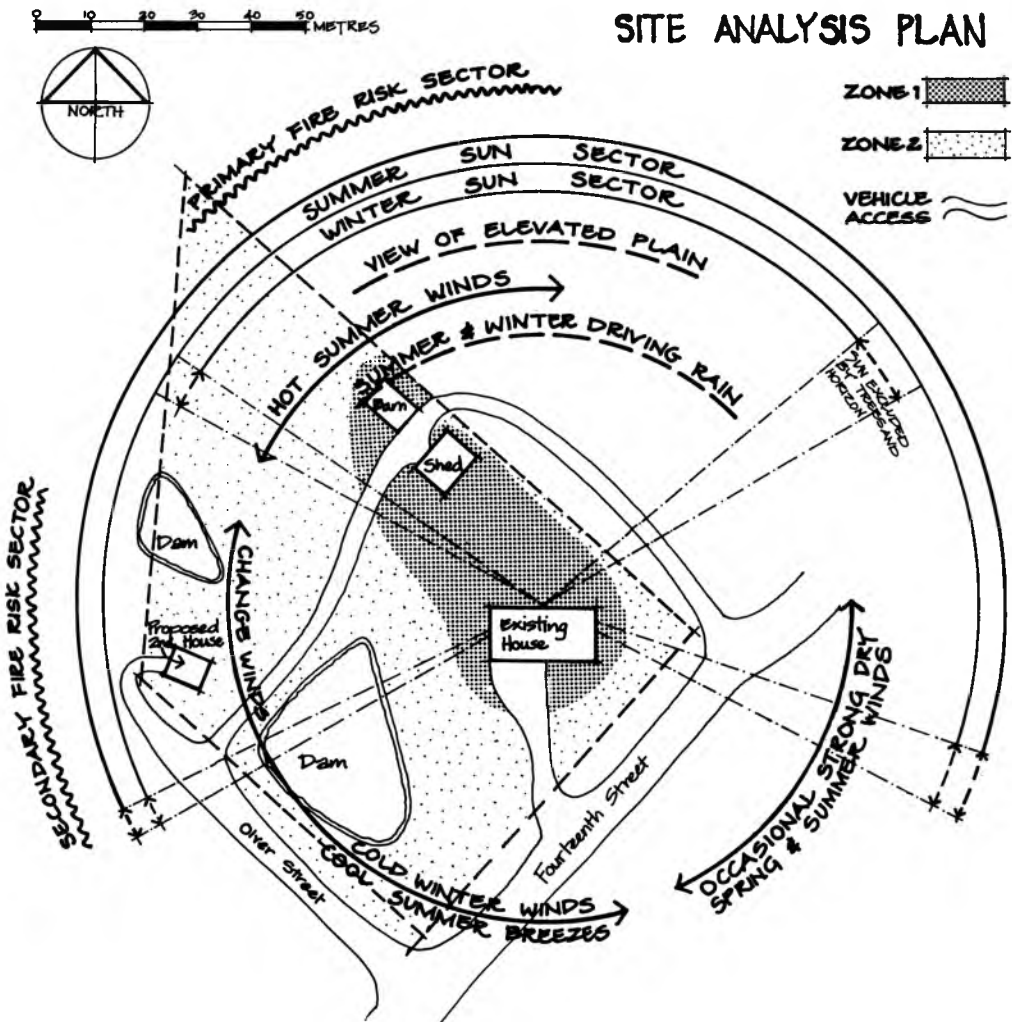 0 10 20 30 40 50 METRES
SITE ANALYSIS PLAN
NORTH
ZONE 1
ZONE 2
VEHICLE
ACCESS
PRIMARY FIRE RISK SECTOR
SUMMER SUN SECTOR
WINTER SUN SECTOR
VIEW OF ELEVATED PLAIN
HOT SUMMER WINDS
SUMMER & WINTER DRIVING RAIN
SUN EXCLUDED
BY TREES AND
HORIZON
Barn
Shed
SECONDARY FIRE RISK SECTOR
Dam
CHANGE WINDS
Proposed
2nd House
Existing
House
Dam
OCCASIONAL STRONG DRY
SPRING & SUMMER WINDS
Oliver Street
Fourteenth Street
COLD WINTER WINDS
COOL SUMMER BREEZES